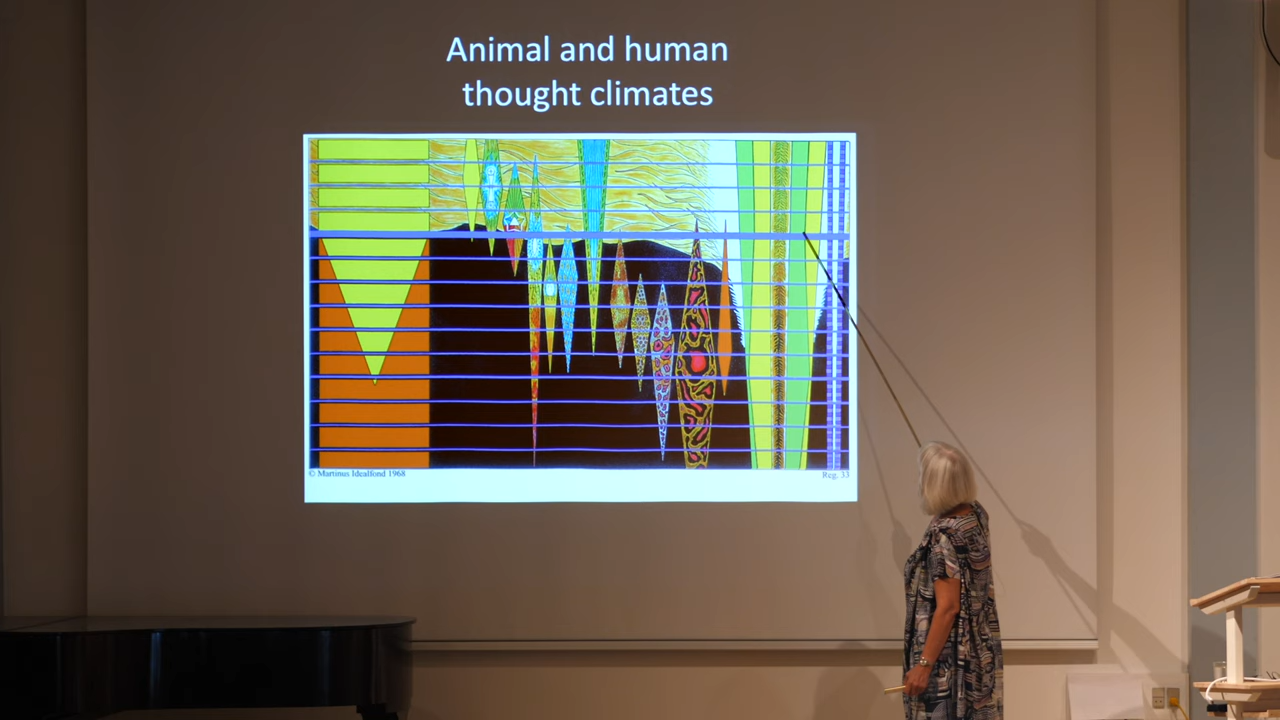 Animal and human
thought climates
© Martinus Idealfond 1968
Reg. 33